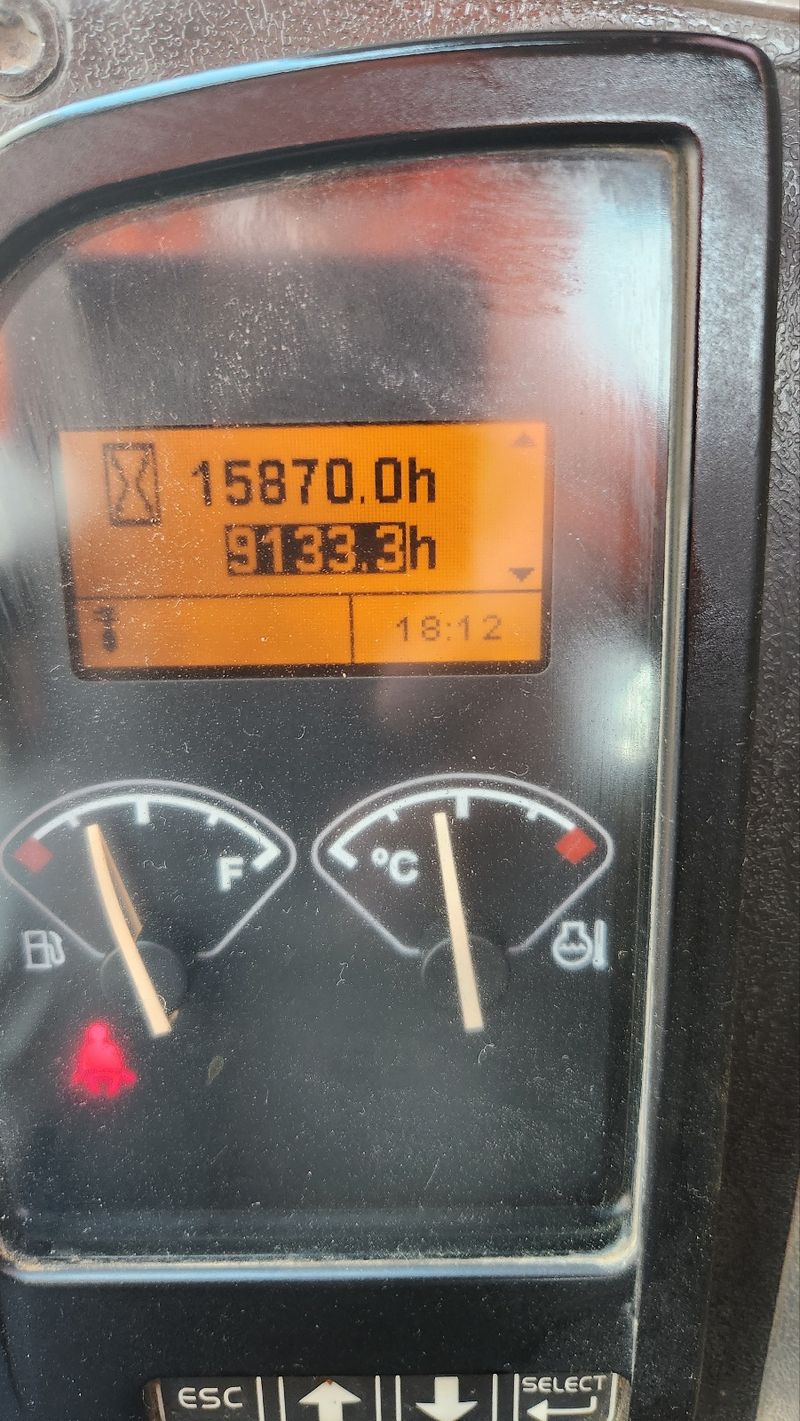 15870.0h
9133.3h
18:12
F
°C
ESC
SELECT